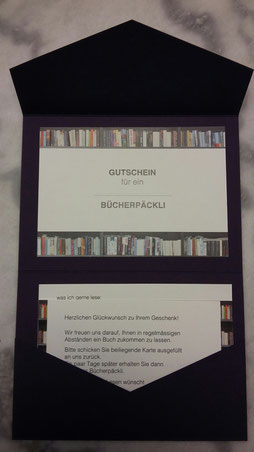 GUTSCHEIN
für ein
BÜCHERPÄCKLI
was ich gerne lese:
Herzlichen Glückwunsch zu Ihrem Geschenk!
Wir freuen uns darauf, Ihnen in regelmässigen
Abständen ein Buch zukommen zu lassen.
Bitte schicken Sie beiliegende Karte ausgefüllt
an uns zurück.
paar Tage später erhalten Sie dann
Bücherpäckli.
wünscht